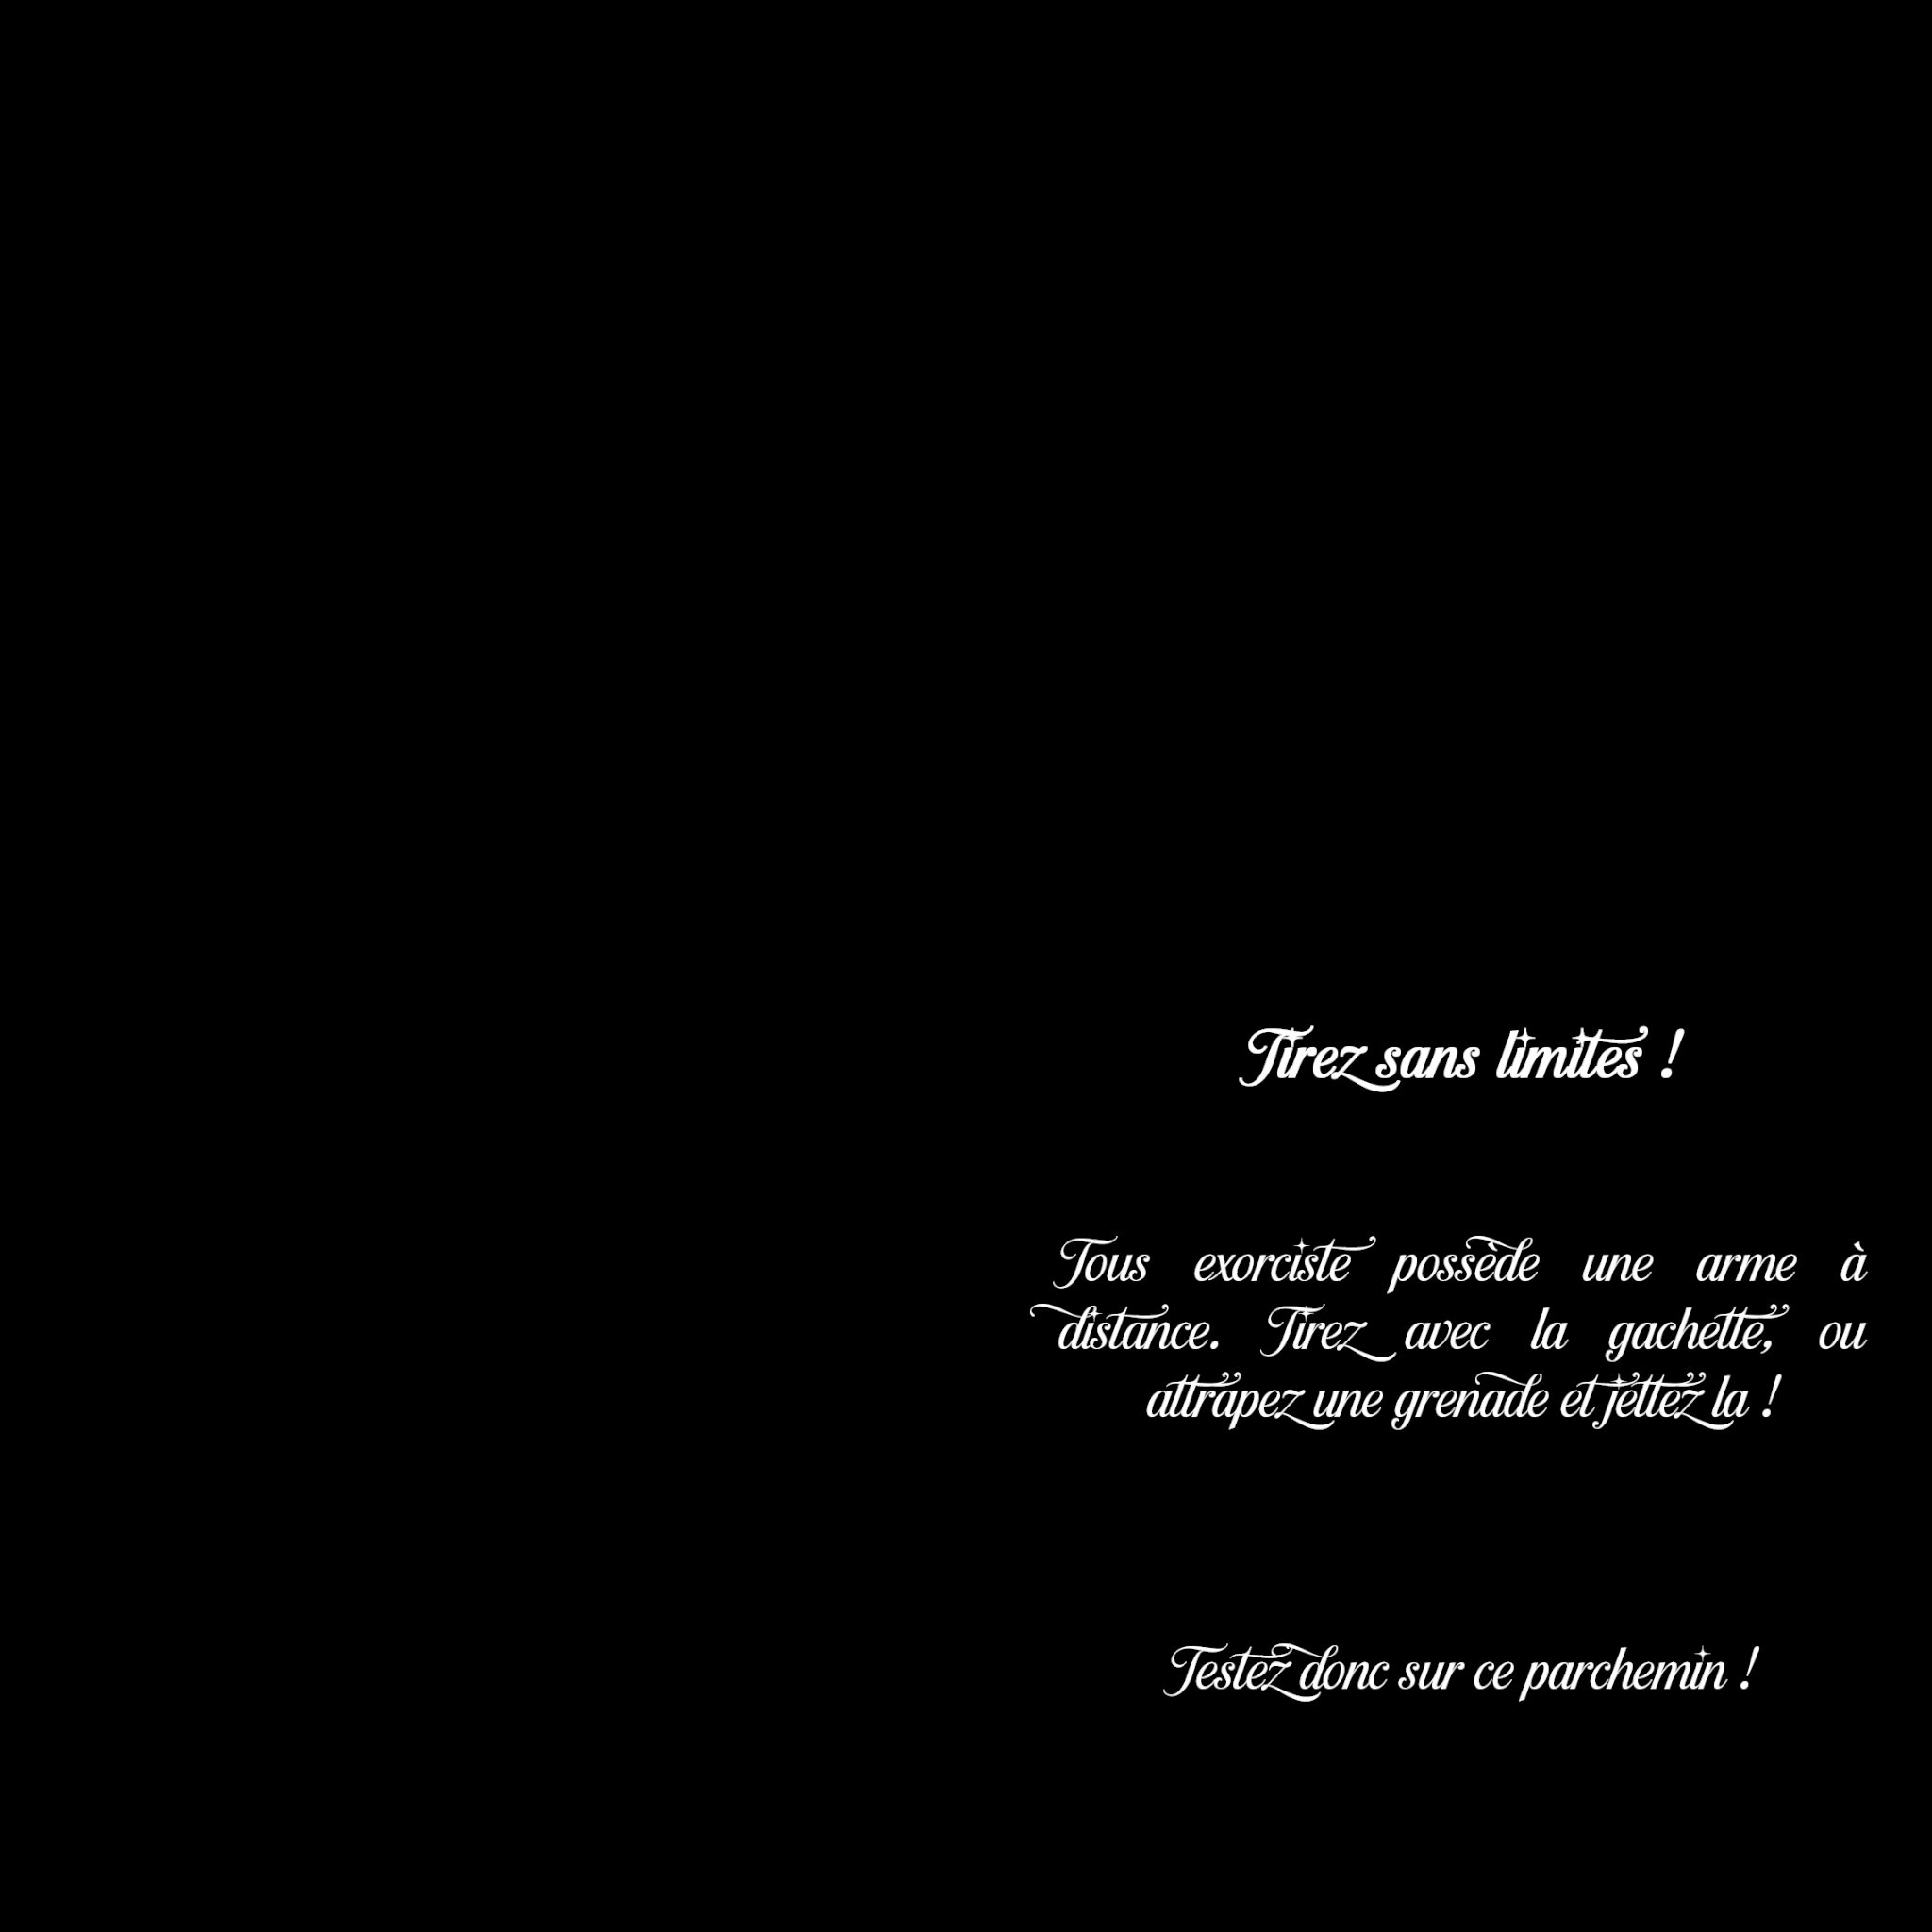 Tirez sans limites !
Tous exorciste possède une arme à
distance. Tirez avec la gachette, ou
attrapez une grenade et jettez la !
Testez donc sur ce parchemin !